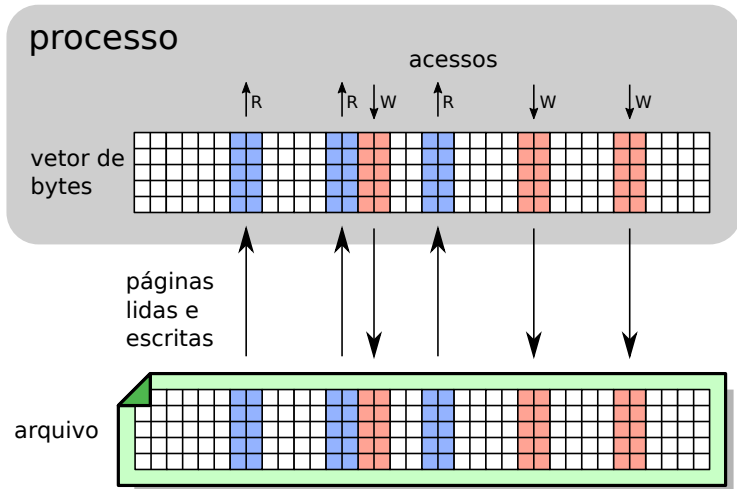 processo
acessos
R R W R W W
vetor de
bytes
páginas
lidas e
escritas
arquivo